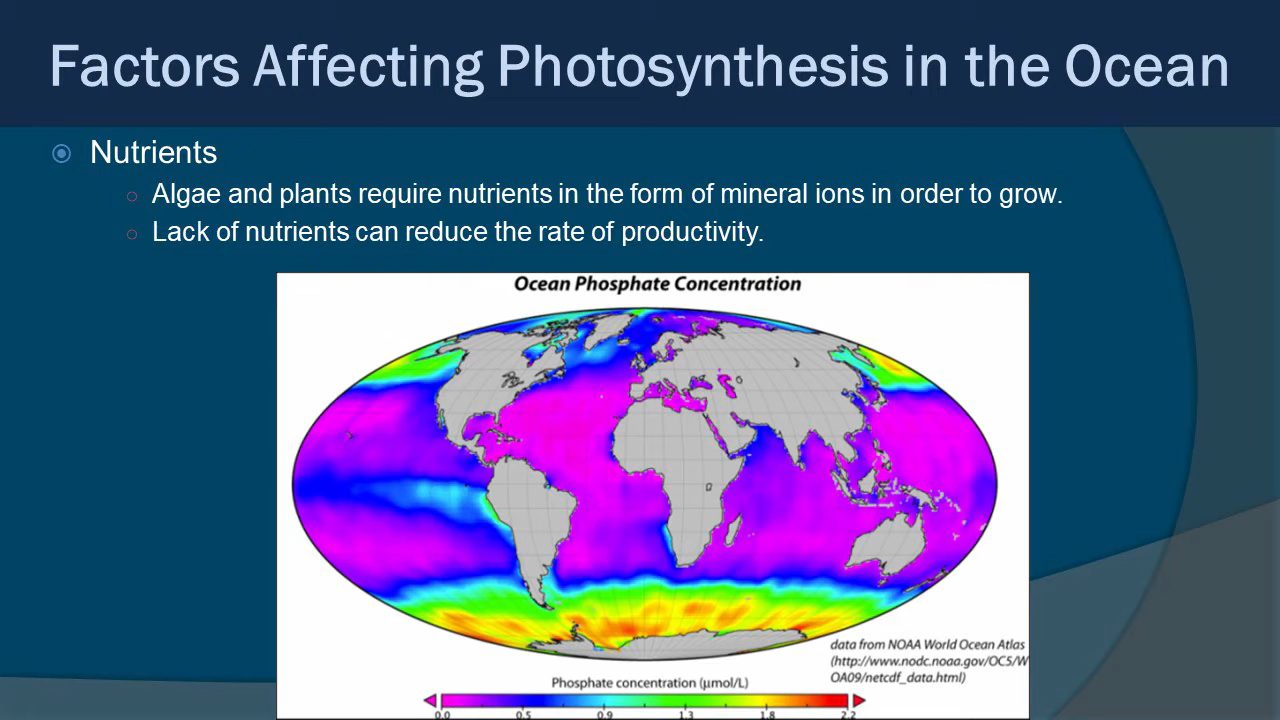 Factors Affecting Photosynthesis in the Ocean
Nutrients
Algae and plants require nutrients in the form of mineral ions in order to grow.
Lack of nutrients can reduce the rate of productivity.
Ocean Phosphate Concentration
data from NOAA World Ocean Atlas
(http://www.nodc.noaa.gov/OC5/W
OA09/netcdf_data.html)
Phosphate concentration (μmol/L)
0.0 0.5 0.9 1.3 1.8 2.2